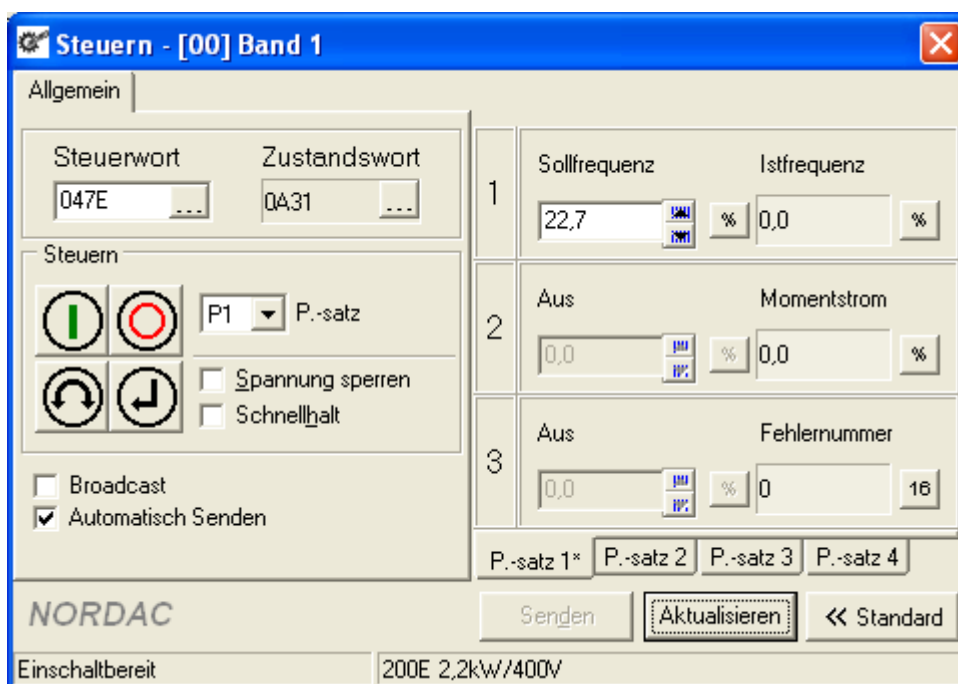 Steuern - [00] Band 1
Allgemein
Steuerwort Zustandswort
047E ... 0A31 ...
Steuern
P1 P.-satz
Spannung sperren
Schnellhalt
Broadcast
Automatisch Senden
1 Sollfrequenz Istfrequenz
22,7 % 0,0 %
2 Aus Momentstrom
0,0 % 0,0 %
3 Aus Fehlernummer
0,0 % 0 16
P.-satz 1* P.-satz 2 P.-satz 3 P.-satz 4
NORDAC Senden Aktualisieren << Standard
Einschaltbereit 200E 2,2kW/400V